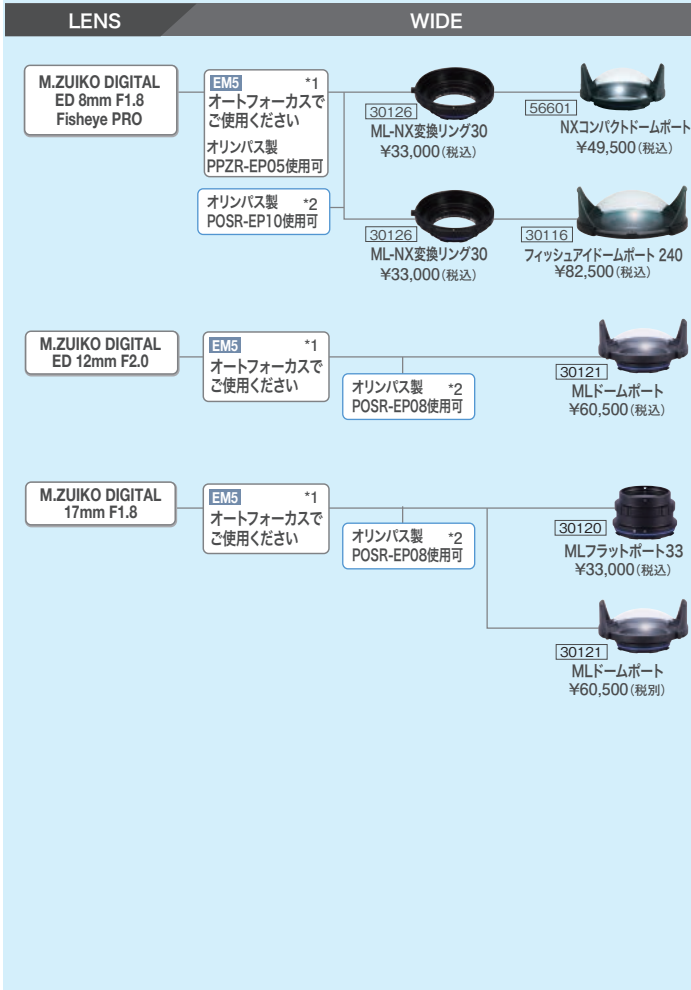 LENS
WIDE
M.ZUIKO DIGITAL
ED 8mm F1.8
Fisheye PRO
EM5 *1
オートフォーカスで
ご使用ください
オリンパス製
PPZR-EP05使用可
オリンパス製 *2
POSR-EP10使用可
30126
ML-NX変換リング30
¥33,000(税込)
56601
NXコンパクトドームポート
¥49,500(税込)
30126
ML-NX変換リング30
¥33,000(税込)
30116
フィッシュアイドームポート 240
¥82,500(税込)
M.ZUIKO DIGITAL
ED 12mm F2.0
EM5 *1
オートフォーカスで
ご使用ください
オリンパス製 *2
POSR-EP08使用可
30121
MLドームポート
¥60,500(税込)
M.ZUIKO DIGITAL
17mm F1.8
EM5 *1
オートフォーカスで
ご使用ください
オリンパス製 *2
POSR-EP08使用可
30120
MLフラットポート33
¥33,000(税込)
30121
MLドームポート
¥60,500(税別)